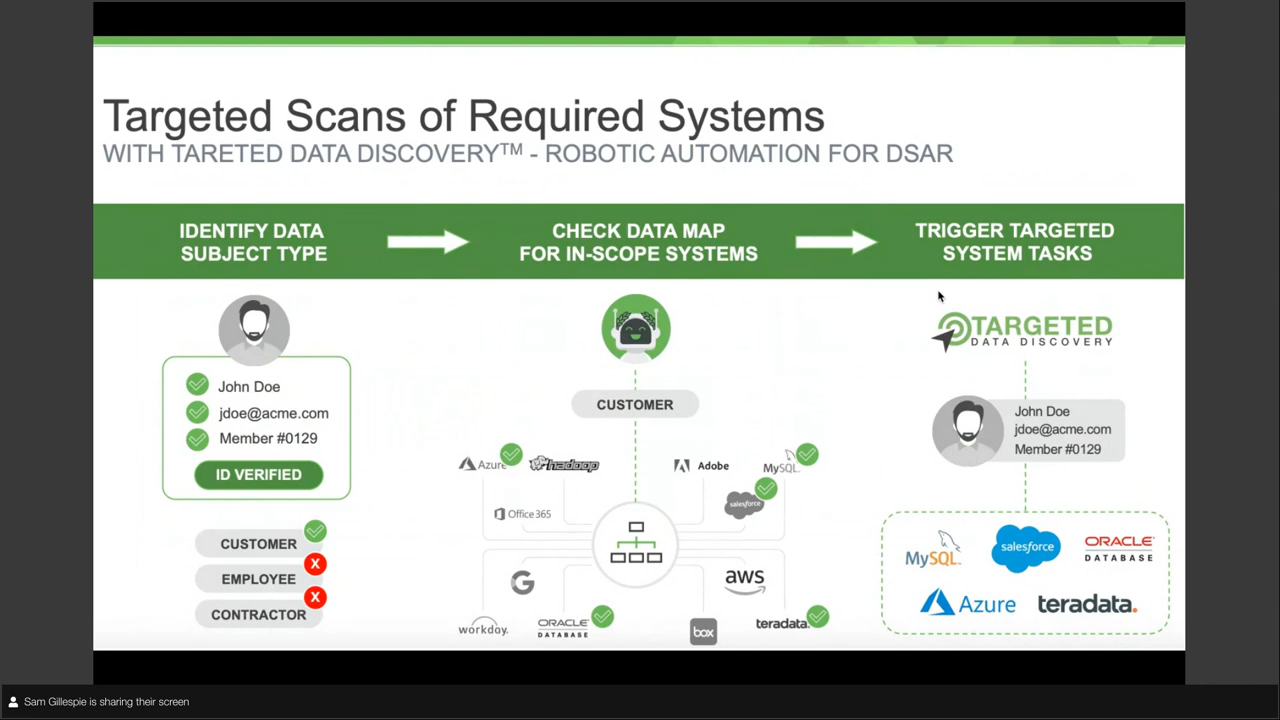 Targeted Scans of Required Systems
WITH TARETED DATA DISCOVERY™ - ROBOTIC AUTOMATION FOR DSAR
IDENTIFY DATA
SUBJECT TYPE
CHECK DATA MAP
FOR IN-SCOPE SYSTEMS
TRIGGER TARGETED
SYSTEM TASKS
John Doe
jdoe@acme.com
Member #0129
ID VERIFIED
CUSTOMER
EMPLOYEE
X
CONTRACTOR
X
CUSTOMER
Azure
hadoop
Adobe
MySQL
Office 365
salesforce
G
aws
workday.
ORACLE
DATABASE
box
teradata.
TARGETED
DATA DISCOVERY
John Doe
jdoe@acme.com
Member #0129
MySQL
salesforce
ORACLE
DATABASE
Azure
teradata.
Sam Gillespie is sharing their screen